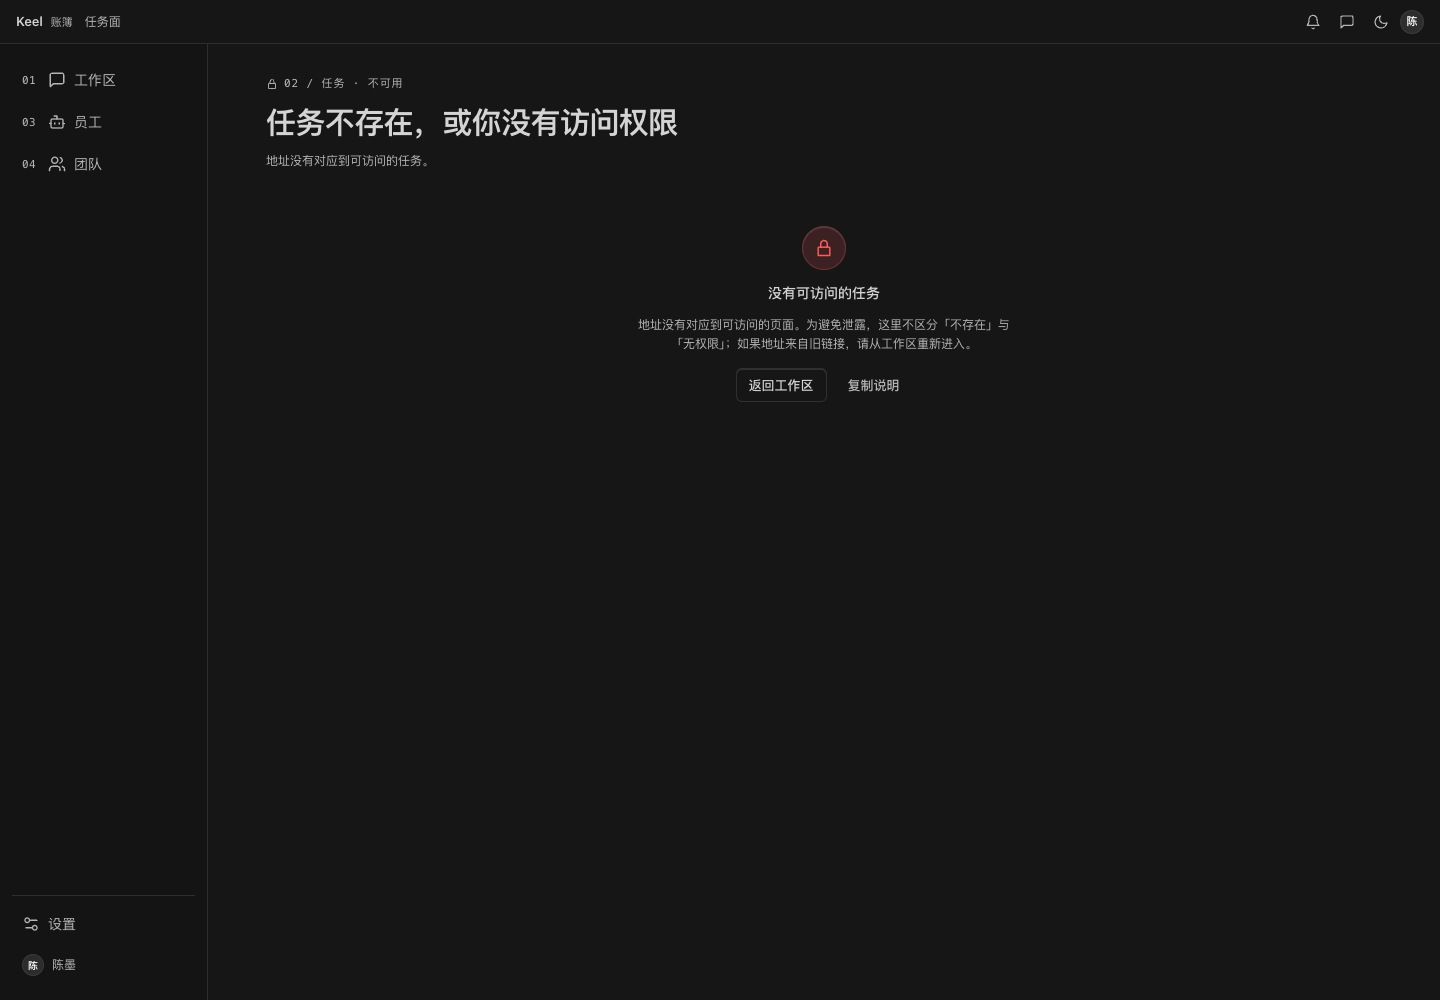 Keel 账簿 任务面
陈
01 工作区
03 员工
04 团队
02 / 任务 · 不可用
任务不存在，或你没有访问权限
地址没有对应到可访问的任务。
没有可访问的任务
地址没有对应到可访问的页面。为避免泄露，这里不区分「不存在」与
「无权限」；如果地址来自旧链接，请从工作区重新进入。
返回工作区 复制说明
设置
陈 陈墨